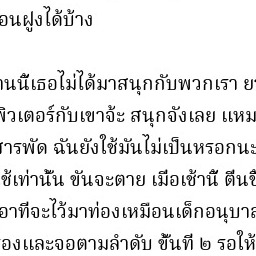 อนฝูงได้บ้าง
านนี้เธอไม่ได้มาสนุกกับพวกเรา ย
พิวเตอร์กับเขาจ้ะ สนุกจังเลย แหม
สารพัด ฉันยังใช้มันไม่เป็นหรอกนะ
ช้เท่านั้น ขันจะตาย เมื่อเช้านี้ ตื่นขึ้
อาทีจะไว้มาท่องเหมือนเด็กอนุบาล
องและจอตามลำดับ ขั้นที่ ๒ รอให้